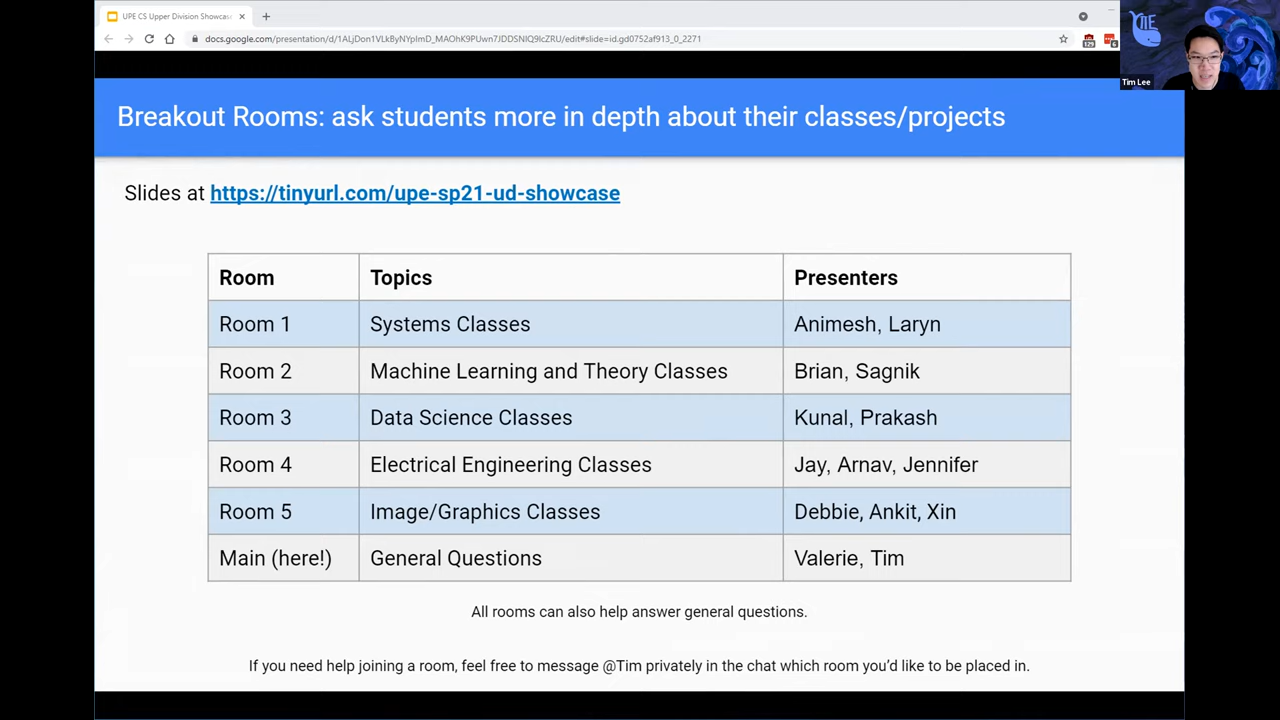 UPE CS Upper Division Showcas
docs.google.com/presentation/d/1ALjDon1VLkByNYpImD_MAOhK9PUwn7JDDSNIQ9lcZRU/edit#slide=id.gd0752af913_0_2271
Tim Lee
Breakout Rooms: ask students more in depth about their classes/projects
Slides at https://tinyurl.com/upe-sp21-ud-showcase
Room Topics Presenters
Room 1 Systems Classes Animesh, Laryn
Room 2 Machine Learning and Theory Classes Brian, Sagnik
Room 3 Data Science Classes Kunal, Prakash
Room 4 Electrical Engineering Classes Jay, Arnav, Jennifer
Room 5 Image/Graphics Classes Debbie, Ankit, Xin
Main (here!) General Questions Valerie, Tim
All rooms can also help answer general questions.
If you need help joining a room, feel free to message @Tim privately in the chat which room you'd like to be placed in.